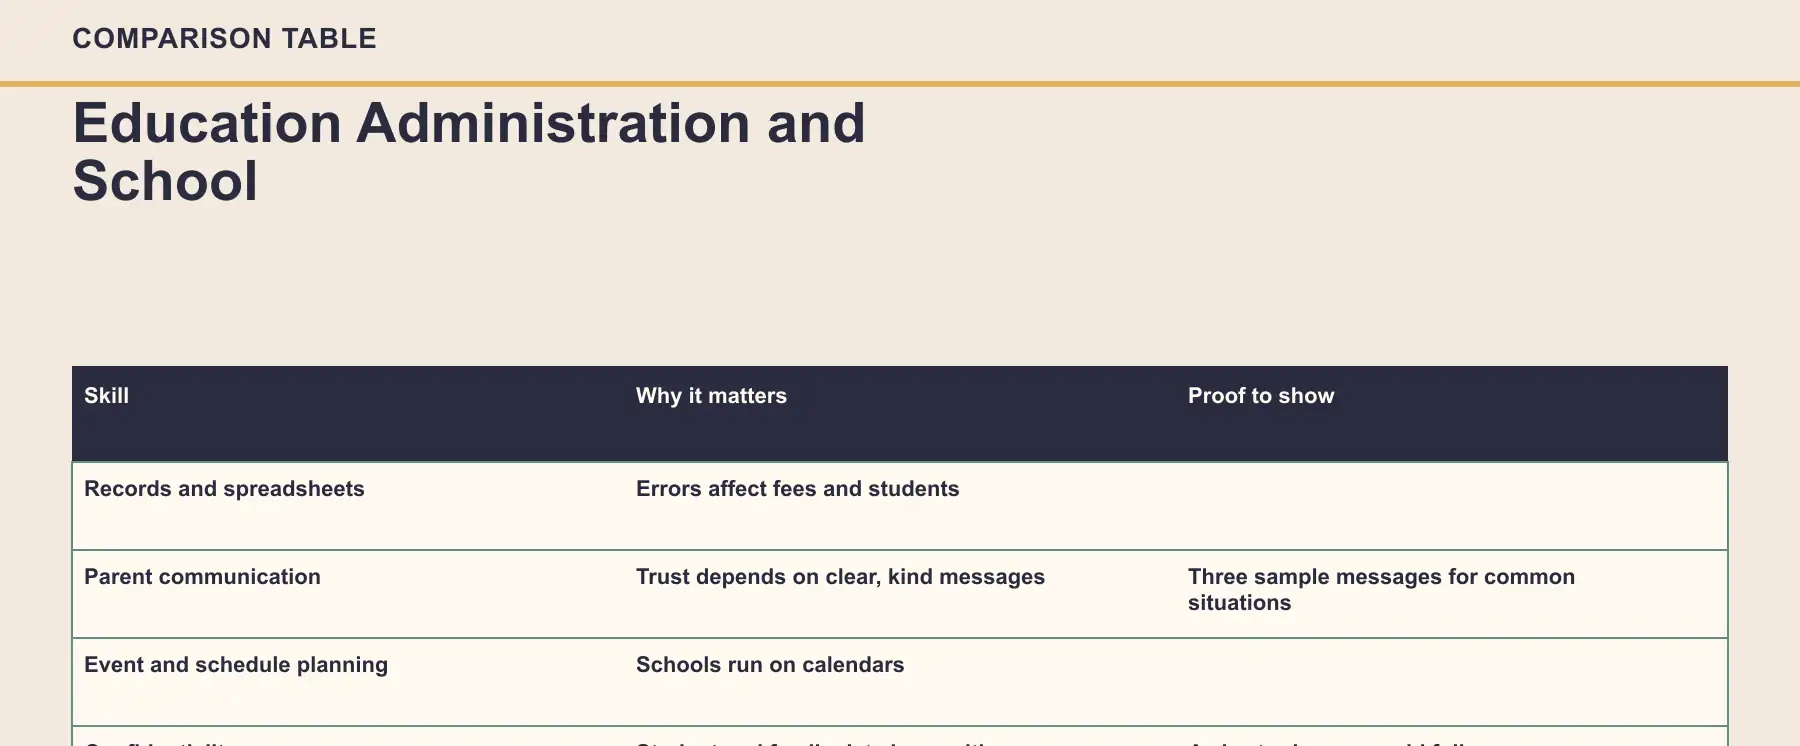 COMPARISON TABLE
Education Administration and
School
Skill Why it matters Proof to show
Records and spreadsheets Errors affect fees and students
Parent communication Trust depends on clear, kind messages Three sample messages for common
situations
Event and schedule planning Schools run on calendars